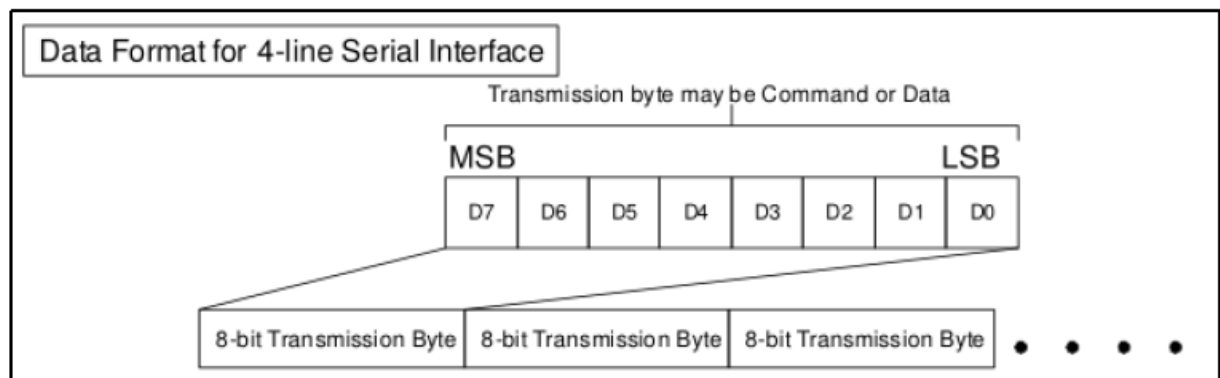 Data Format for 4-line Serial Interface
Transmission byte may be Command or Data
MSB LSB
D7 D6 D5 D4 D3 D2 D1 D0
8-bit Transmission Byte 8-bit Transmission Byte 8-bit Transmission Byte